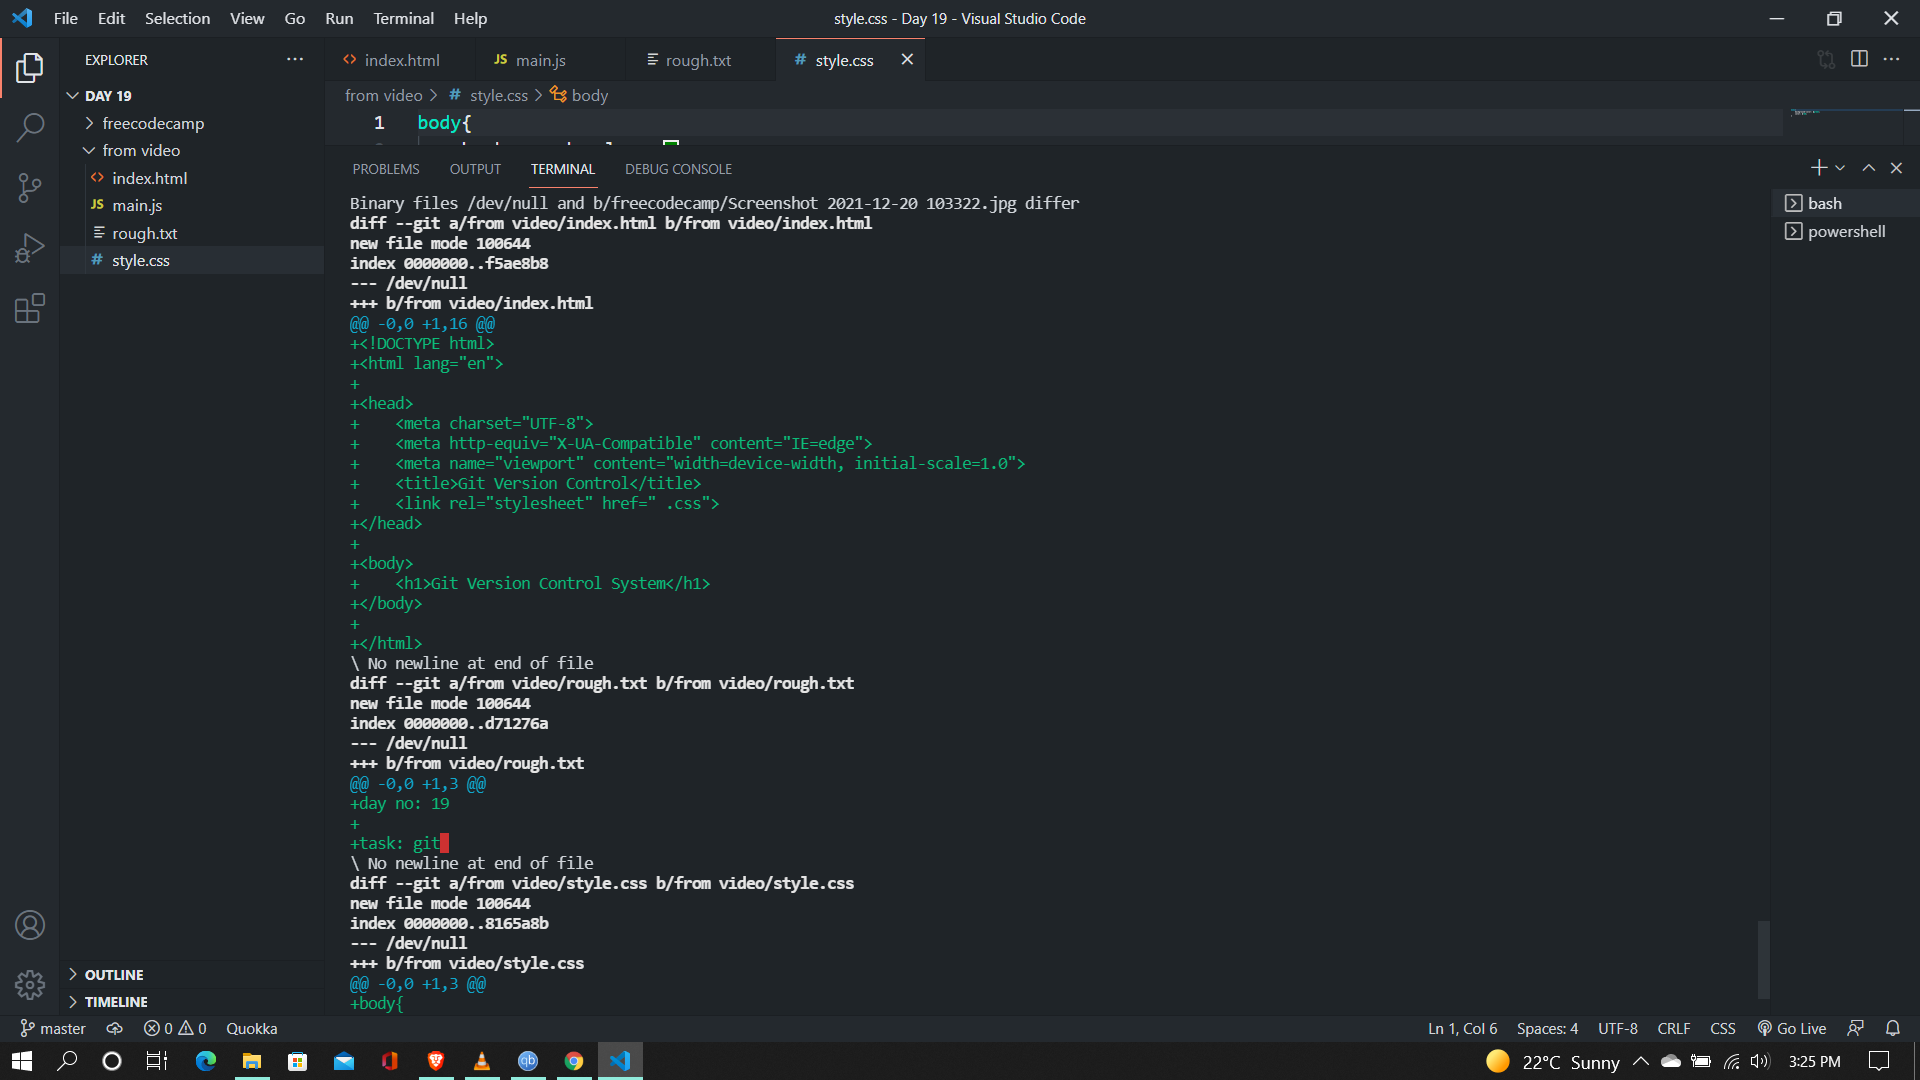 File Edit Selection View Go Run Terminal Help
style.css - Day 19 - Visual Studio Code
EXPLORER
DAY 19
freecodecamp
from video
index.html
JS main.js
rough.txt
# style.css
OUTLINE
TIMELINE
index.html JS main.js rough.txt # style.css
from video > # style.css > body
1 body{
PROBLEMS OUTPUT TERMINAL DEBUG CONSOLE
Binary files /dev/null and b/freecodecamp/Screenshot 2021-12-20 103322.jpg differ
diff --git a/from video/index.html b/from video/index.html
new file mode 100644
index 0000000..f5ae8b8
--- /dev/null
+++ b/from video/index.html
@@ -0,0 +1,16 @@
+<!DOCTYPE html>
+<html lang="en">
+
+<head>
+    <meta charset="UTF-8">
+    <meta http-equiv="X-UA-Compatible" content="IE=edge">
+    <meta name="viewport" content="width=device-width, initial-scale=1.0">
+    <title>Git Version Control</title>
+    <link rel="stylesheet" href=" .css">
+</head>
+
+<body>
+    <h1>Git Version Control System</h1>
+</body>
+
+</html>
\ No newline at end of file
diff --git a/from video/rough.txt b/from video/rough.txt
new file mode 100644
index 0000000..d71276a
--- /dev/null
+++ b/from video/rough.txt
@@ -0,0 +1,3 @@
+day no: 19
+
+task: git
\ No newline at end of file
diff --git a/from video/style.css b/from video/style.css
new file mode 100644
index 0000000..8165a8b
--- /dev/null
+++ b/from video/style.css
@@ -0,0 +1,3 @@
+body{
bash
powershell
master 0 0 Quokka
Ln 1, Col 6 Spaces: 4 UTF-8 CRLF CSS Go Live
22°C Sunny 3:25 PM